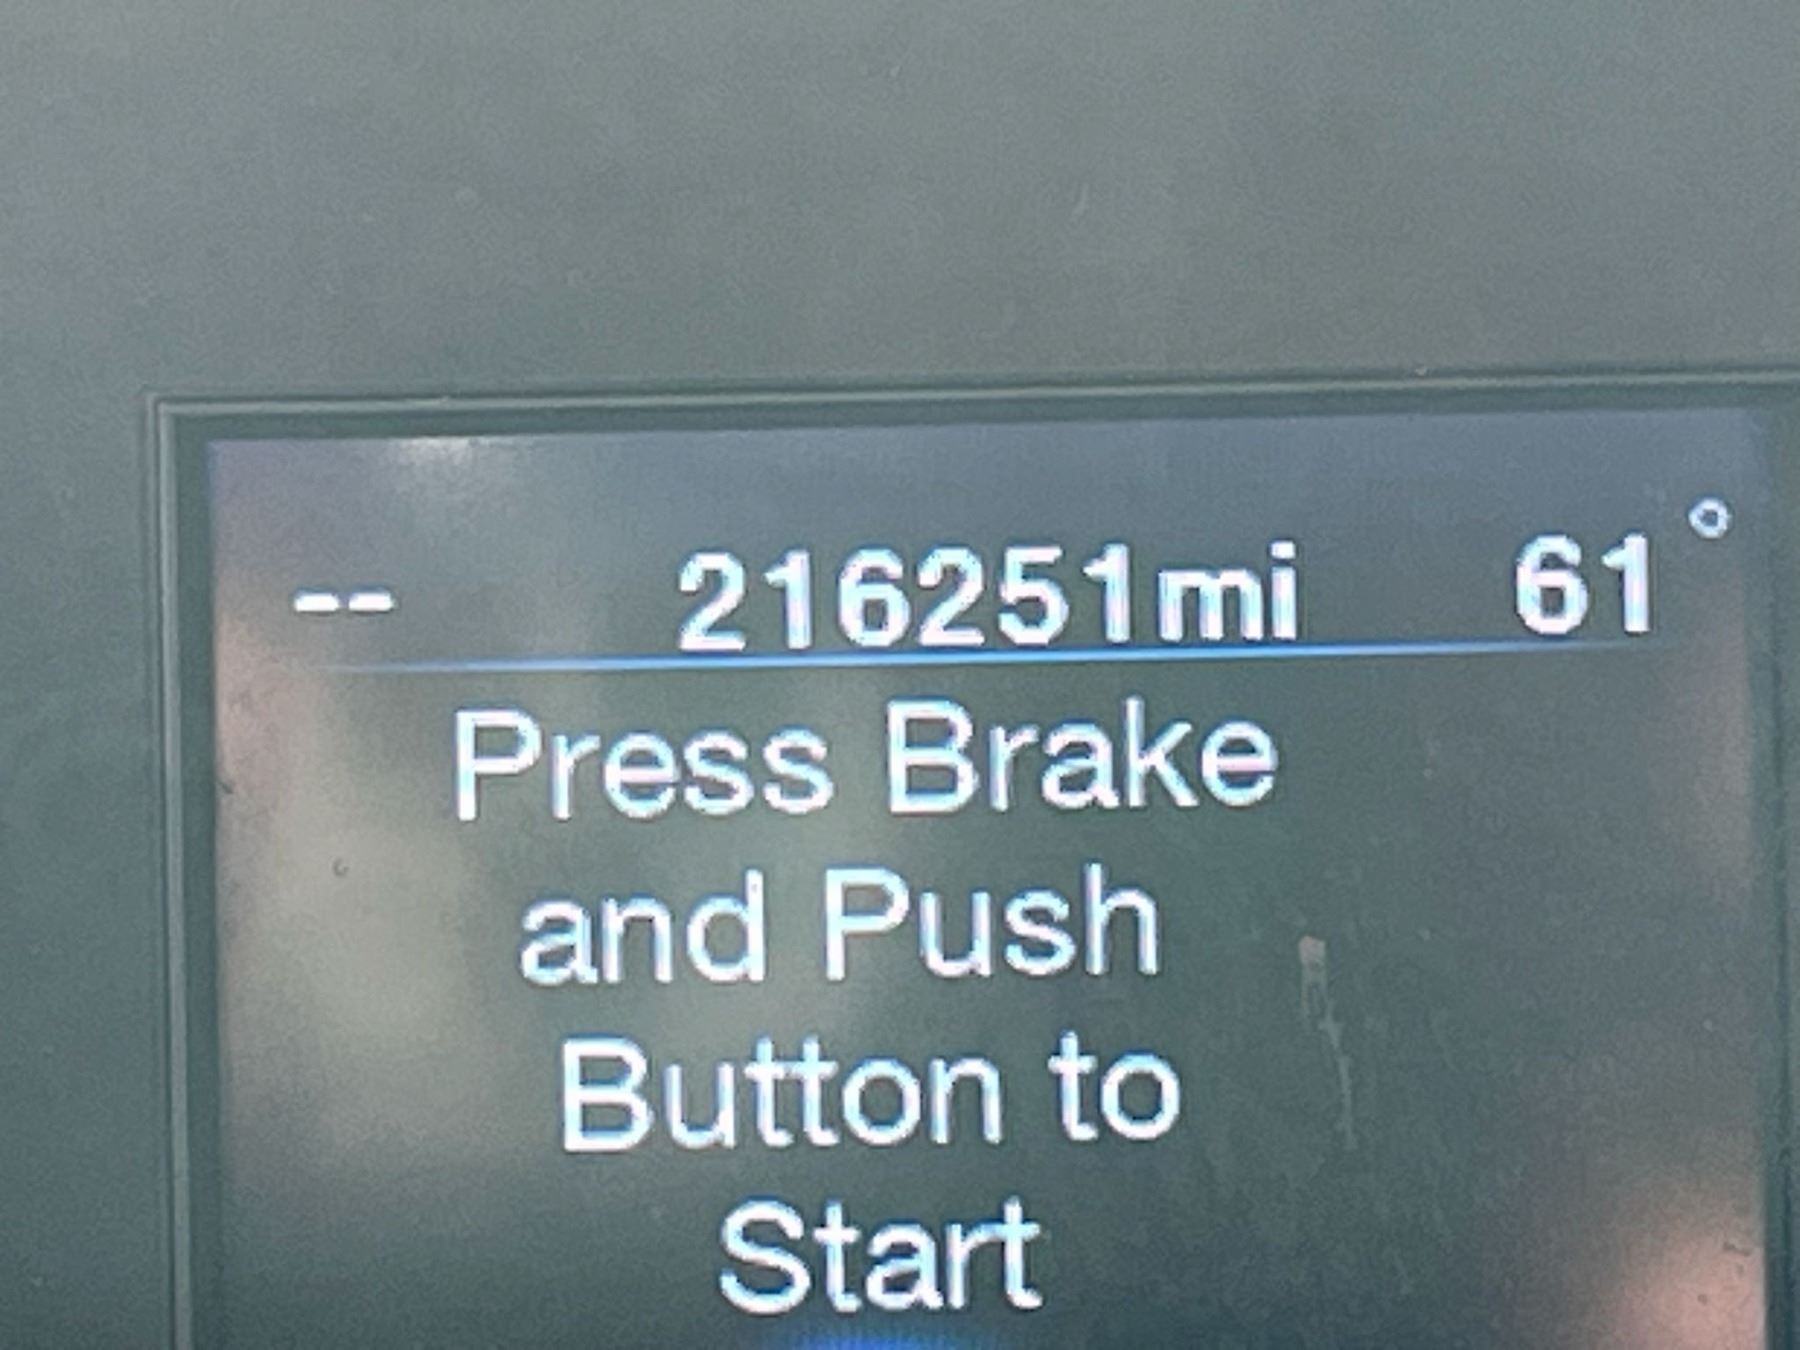 -- 216251mi 61°
Press Brake
and Push
Button to
Start